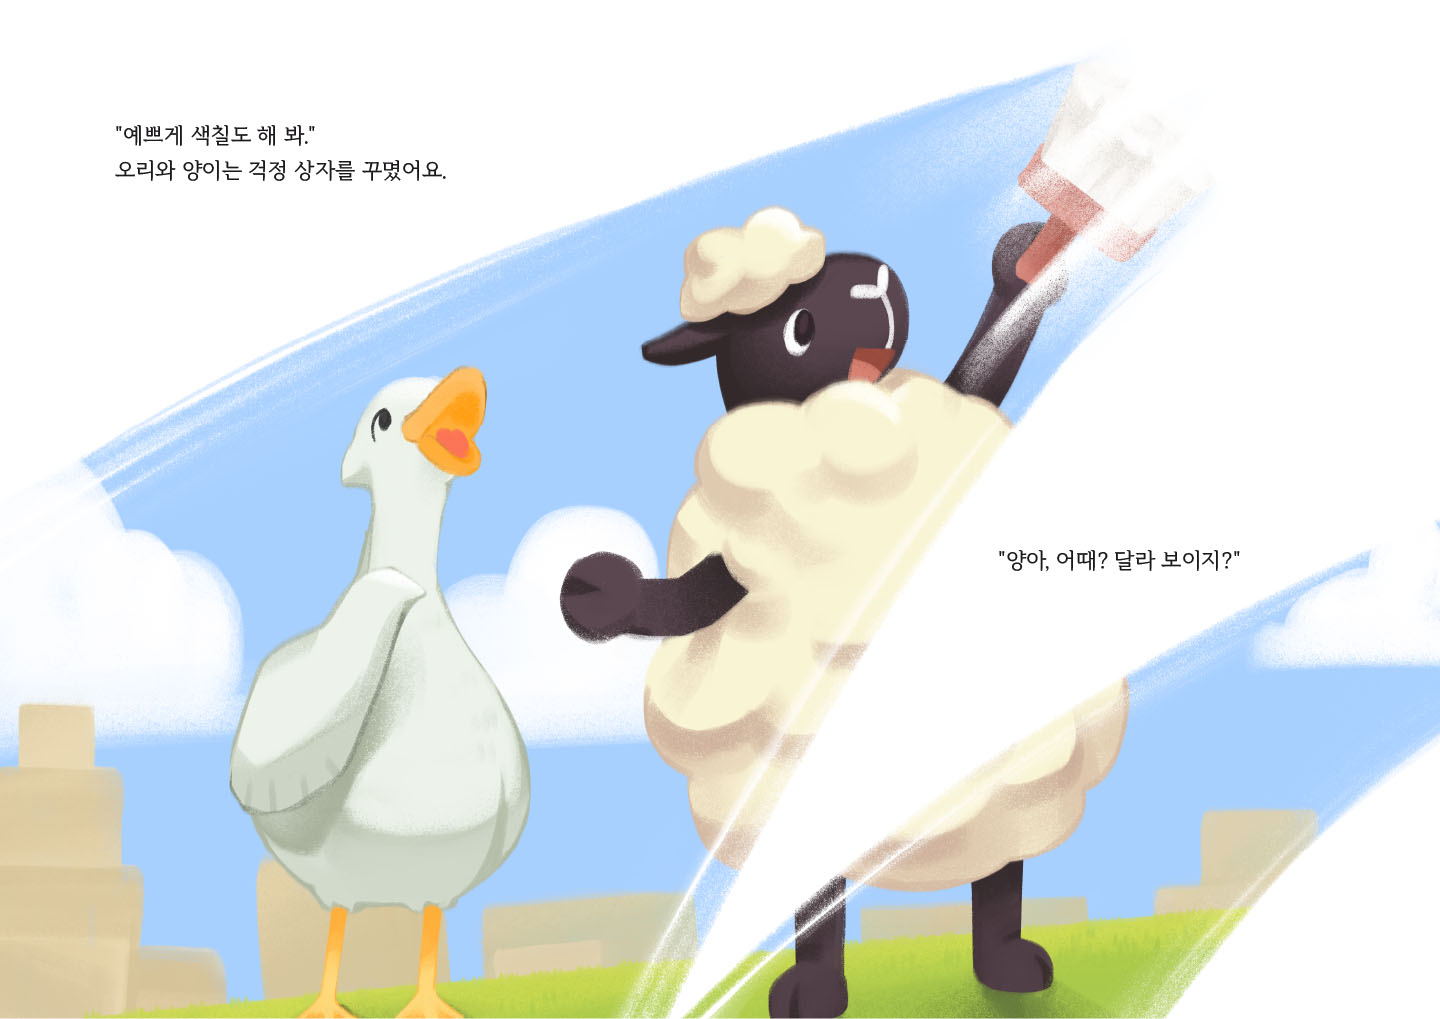 "예쁘게 색칠도 해 봐."
오리와 양이는 걱정 상자를 꾸몄어요.
"양아, 어때? 달라 보이지?"